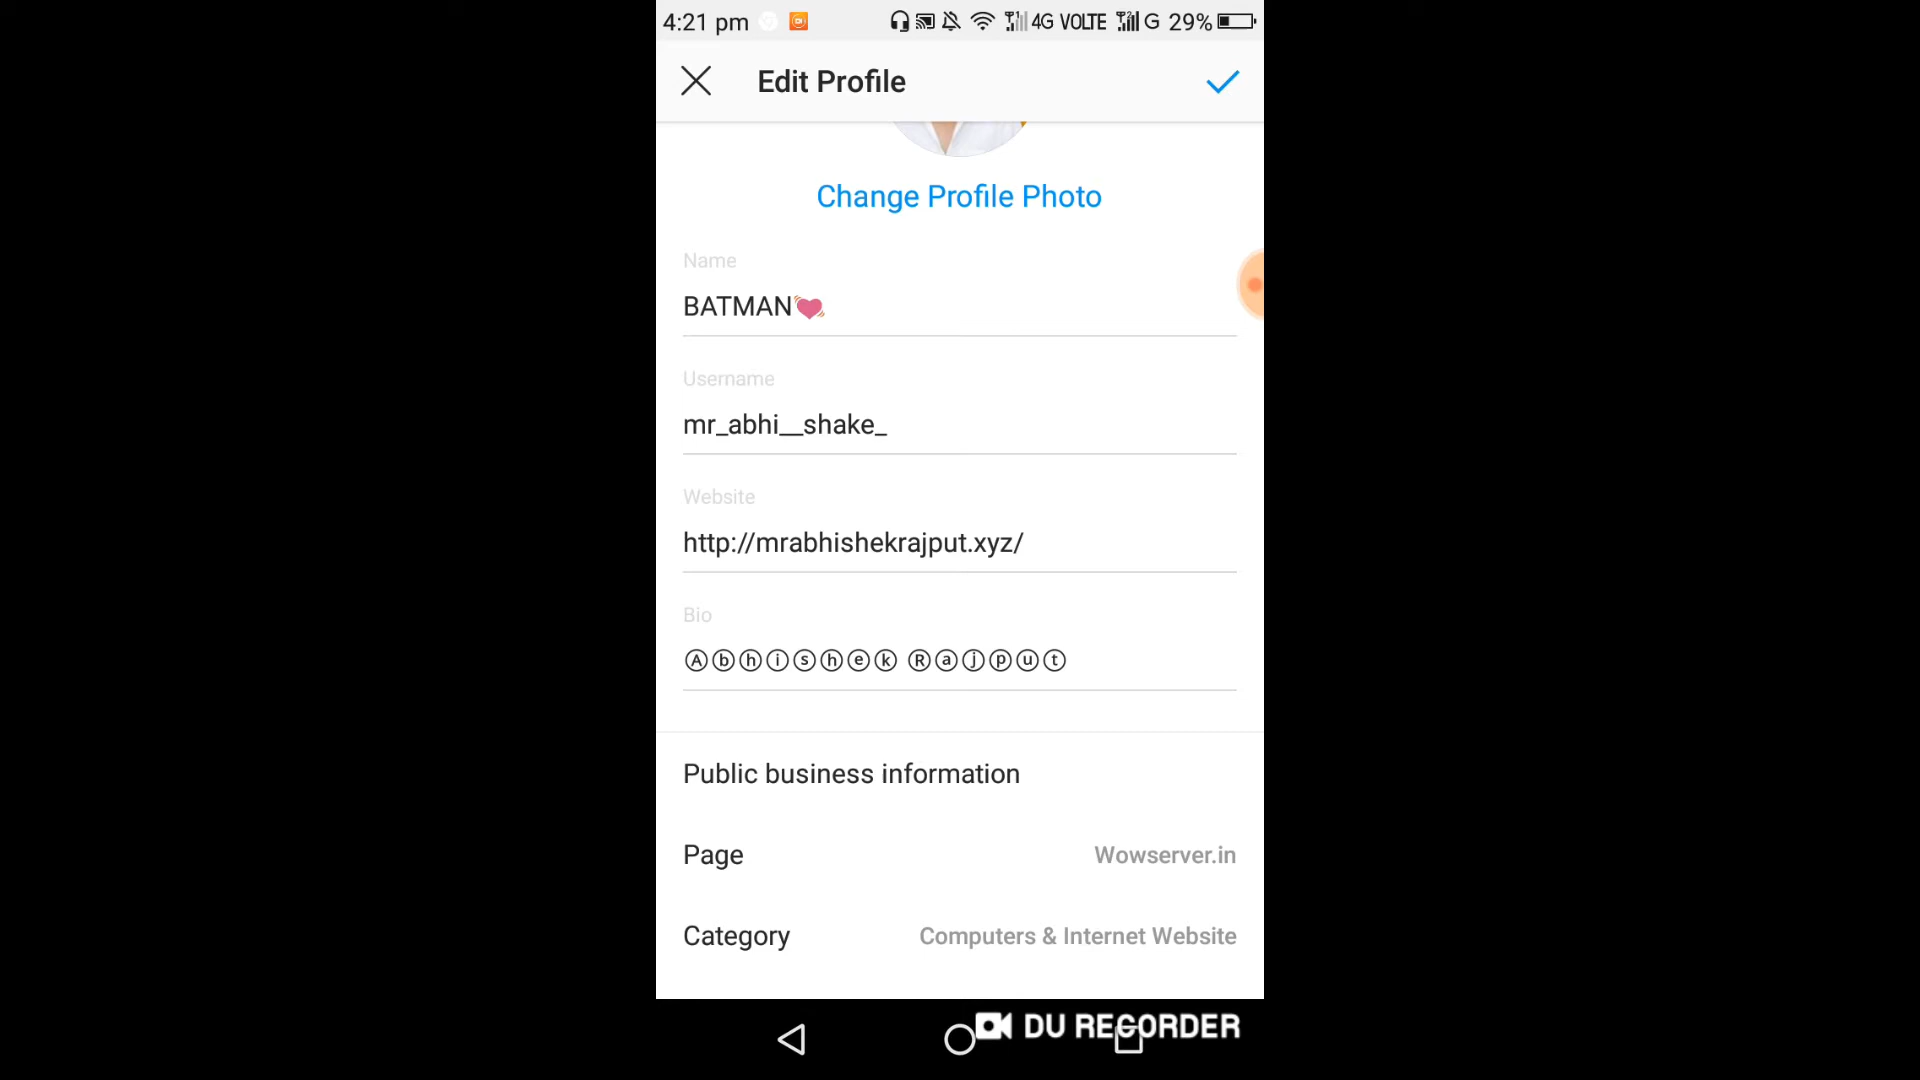 4:21 pm 4G VOLTE G 29%
Edit Profile
Change Profile Photo
Name
BATMAN💓
Username
mr_abhi__shake_
Website
http://mrabhishekrajput.xyz/
Bio
Ⓐⓑⓗⓘⓢⓗⓔⓚ Ⓡⓐⓙⓟⓤⓣ
Public business information
Page Wowserver.in
Category Computers & Internet Website
DU RECORDER